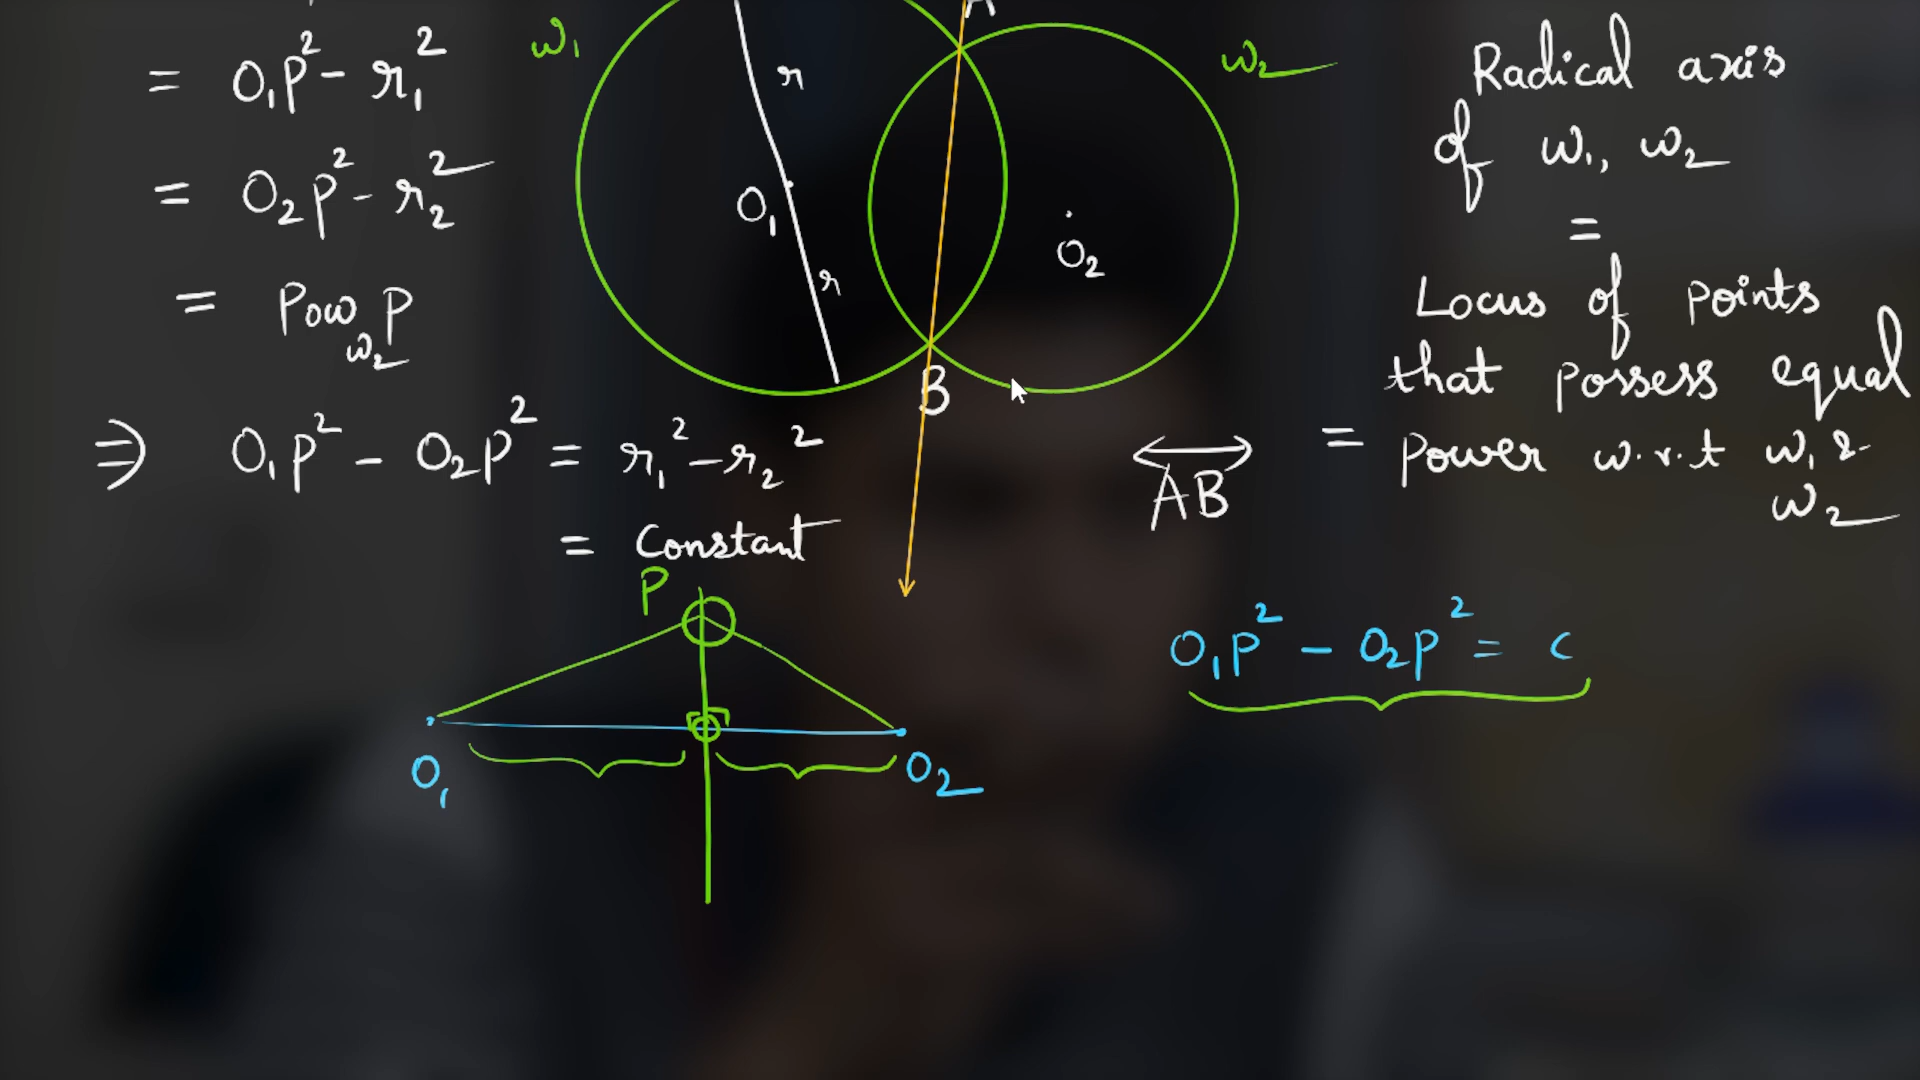 = O₁P² - r₁²
= O₂P² - r₂²
= Pow_ω₂ P
⇒ O₁P² - O₂P² = r₁² - r₂²
= Constant
ω₁
r
A
ω₂
O₁
O₂
r
B
Radical axis
of ω₁, ω₂
=
Locus of points
that possess equal
AB = power w.r.t ω₁ &
ω₂
P
O₁
O₂
O₁P² - O₂P² = c